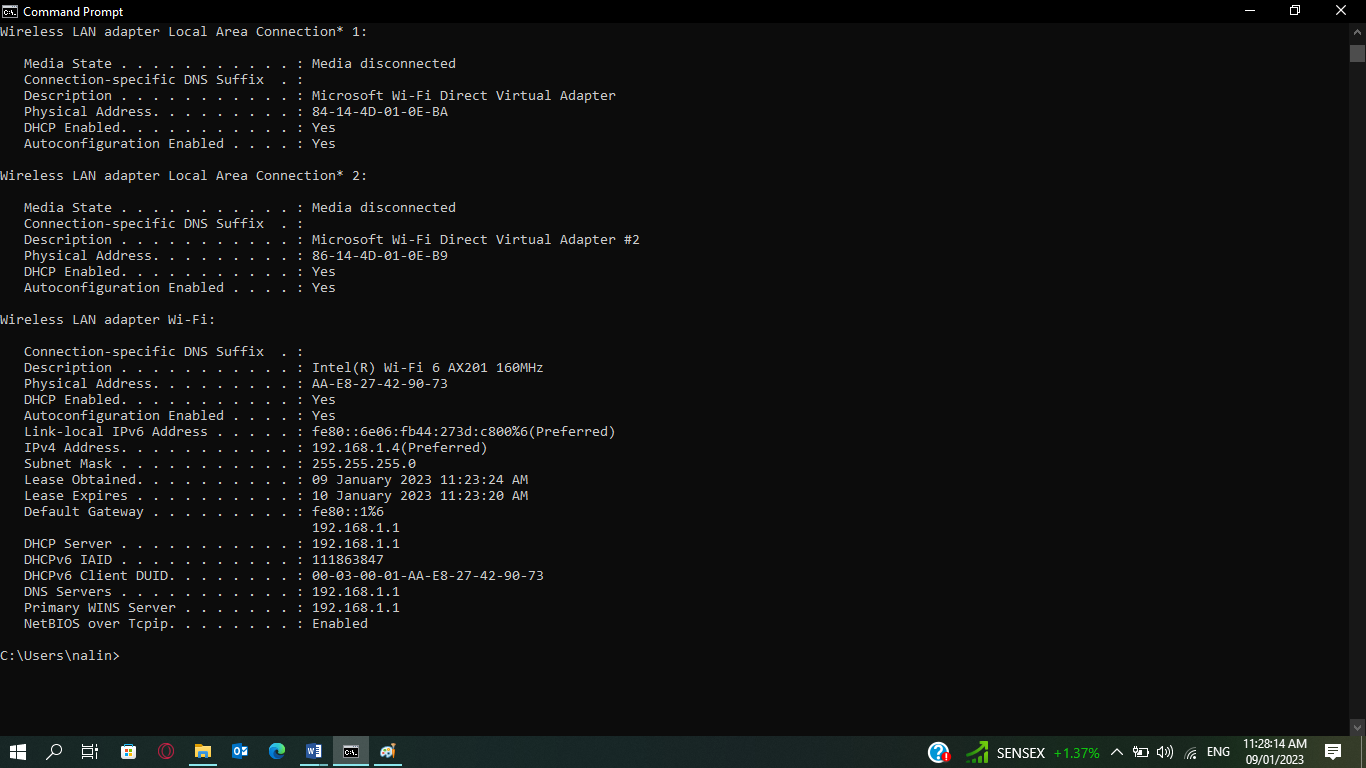 Command Prompt
Wireless LAN adapter Local Area Connection* 1:
Media State . . . . . . . . . . . : Media disconnected
Connection-specific DNS Suffix  . :
Description . . . . . . . . . . . : Microsoft Wi-Fi Direct Virtual Adapter
Physical Address. . . . . . . . . : 84-14-4D-01-0E-BA
DHCP Enabled. . . . . . . . . . . : Yes
Autoconfiguration Enabled . . . . : Yes
Wireless LAN adapter Local Area Connection* 2:
Media State . . . . . . . . . . . : Media disconnected
Connection-specific DNS Suffix  . :
Description . . . . . . . . . . . : Microsoft Wi-Fi Direct Virtual Adapter #2
Physical Address. . . . . . . . . : 86-14-4D-01-0E-B9
DHCP Enabled. . . . . . . . . . . : Yes
Autoconfiguration Enabled . . . . : Yes
Wireless LAN adapter Wi-Fi:
Connection-specific DNS Suffix  . :
Description . . . . . . . . . . . : Intel(R) Wi-Fi 6 AX201 160MHz
Physical Address. . . . . . . . . : AA-E8-27-42-90-73
DHCP Enabled. . . . . . . . . . . : Yes
Autoconfiguration Enabled . . . . : Yes
Link-local IPv6 Address . . . . . : fe80::6e06:fb44:273d:c800%6(Preferred)
IPv4 Address. . . . . . . . . . . : 192.168.1.4(Preferred)
Subnet Mask . . . . . . . . . . . : 255.255.255.0
Lease Obtained. . . . . . . . . . : 09 January 2023 11:23:24 AM
Lease Expires . . . . . . . . . . : 10 January 2023 11:23:20 AM
Default Gateway . . . . . . . . . : fe80::1%6
192.168.1.1
DHCP Server . . . . . . . . . . . : 192.168.1.1
DHCPv6 IAID . . . . . . . . . . . : 111863847
DHCPv6 Client DUID. . . . . . . . : 00-03-00-01-AA-E8-27-42-90-73
DNS Servers . . . . . . . . . . . : 192.168.1.1
Primary WINS Server . . . . . . . : 192.168.1.1
NetBIOS over Tcpip. . . . . . . . : Enabled
C:\Users\nalin>
SENSEX +1.37% ENG 11:28:14 AM
09/01/2023